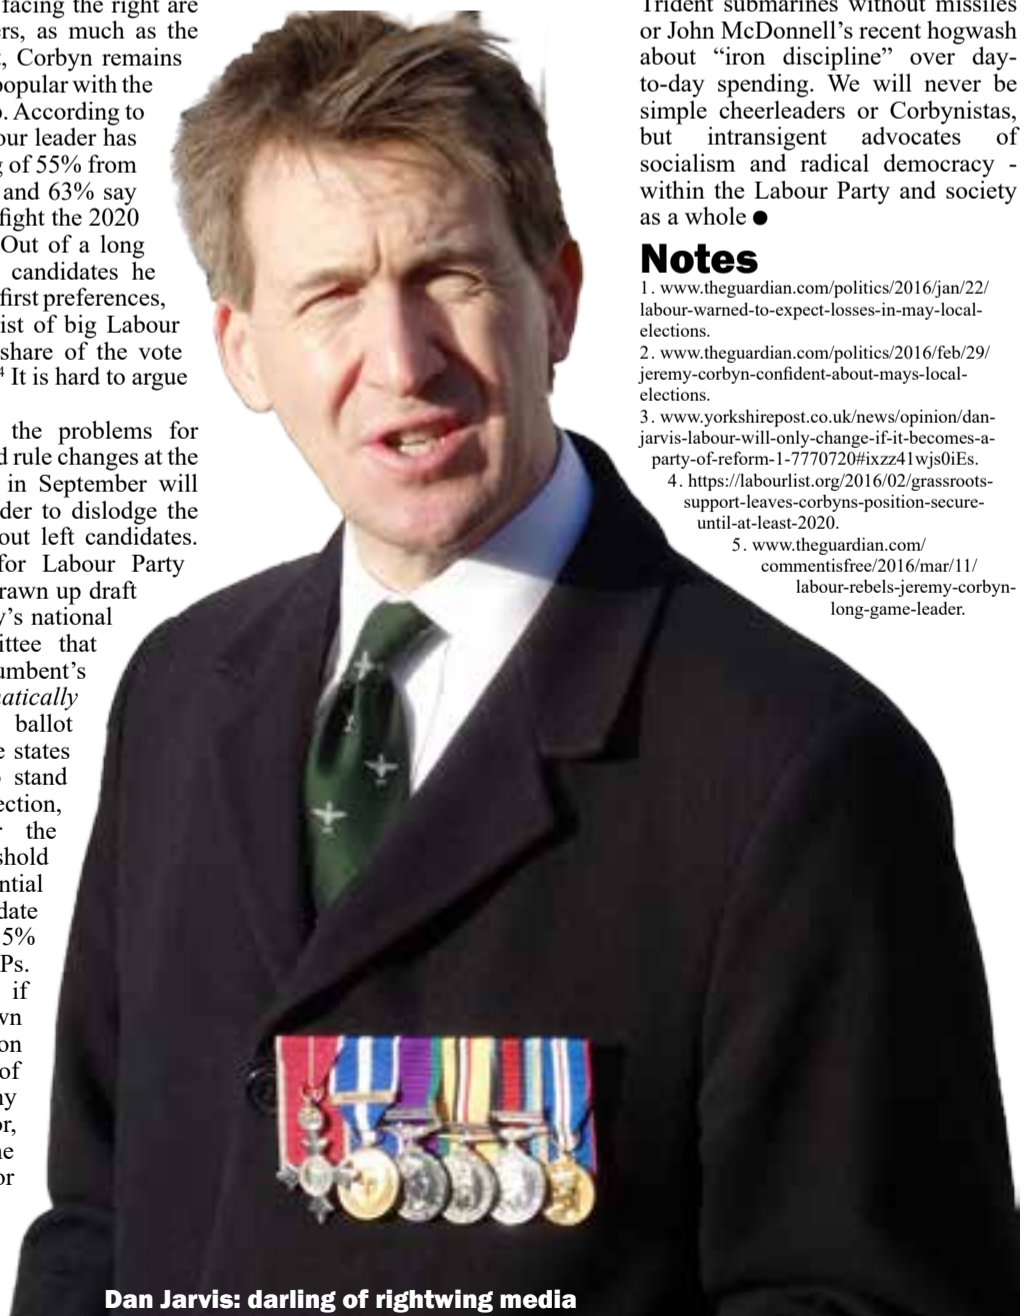 facing the right are
ers, as much as the
, Corbyn remains
popular with the
. According to
our leader has
g of 55% from
and 63% say
fight the 2020
Out of a long
candidates he
first preferences,
ist of big Labour
share of the vote
⁴ It is hard to argue
the problems for
d rule changes at the
in September will
der to dislodge the
out left candidates.
for Labour Party
rawn up draft
y’s national
ittee that
umbent’s
atically
ballot
e states
stand
ection,
r the
shold
ntial
date
5%
Ps.
if
wn
on
of
ny
or,
ne
or
Trident submarines without missiles
or John McDonnell’s recent hogwash
about “iron discipline” over day-
to-day spending. We will never be
simple cheerleaders or Corbynistas,
but intransigent advocates of
socialism and radical democracy -
within the Labour Party and society
as a whole ●
Notes
1. www.theguardian.com/politics/2016/jan/22/
labour-warned-to-expect-losses-in-may-local-
elections.
2. www.theguardian.com/politics/2016/feb/29/
jeremy-corbyn-confident-about-mays-local-
elections.
3. www.yorkshirepost.co.uk/news/opinion/dan-
jarvis-labour-will-only-change-if-it-becomes-a-
party-of-reform-1-7770720#ixzz41wjs0iEs.
4. https://labourlist.org/2016/02/grassroots-
support-leaves-corbyns-position-secure-
until-at-least-2020.
5. www.theguardian.com/
commentisfree/2016/mar/11/
labour-rebels-jeremy-corbyn-
long-game-leader.
Dan Jarvis: darling of rightwing media